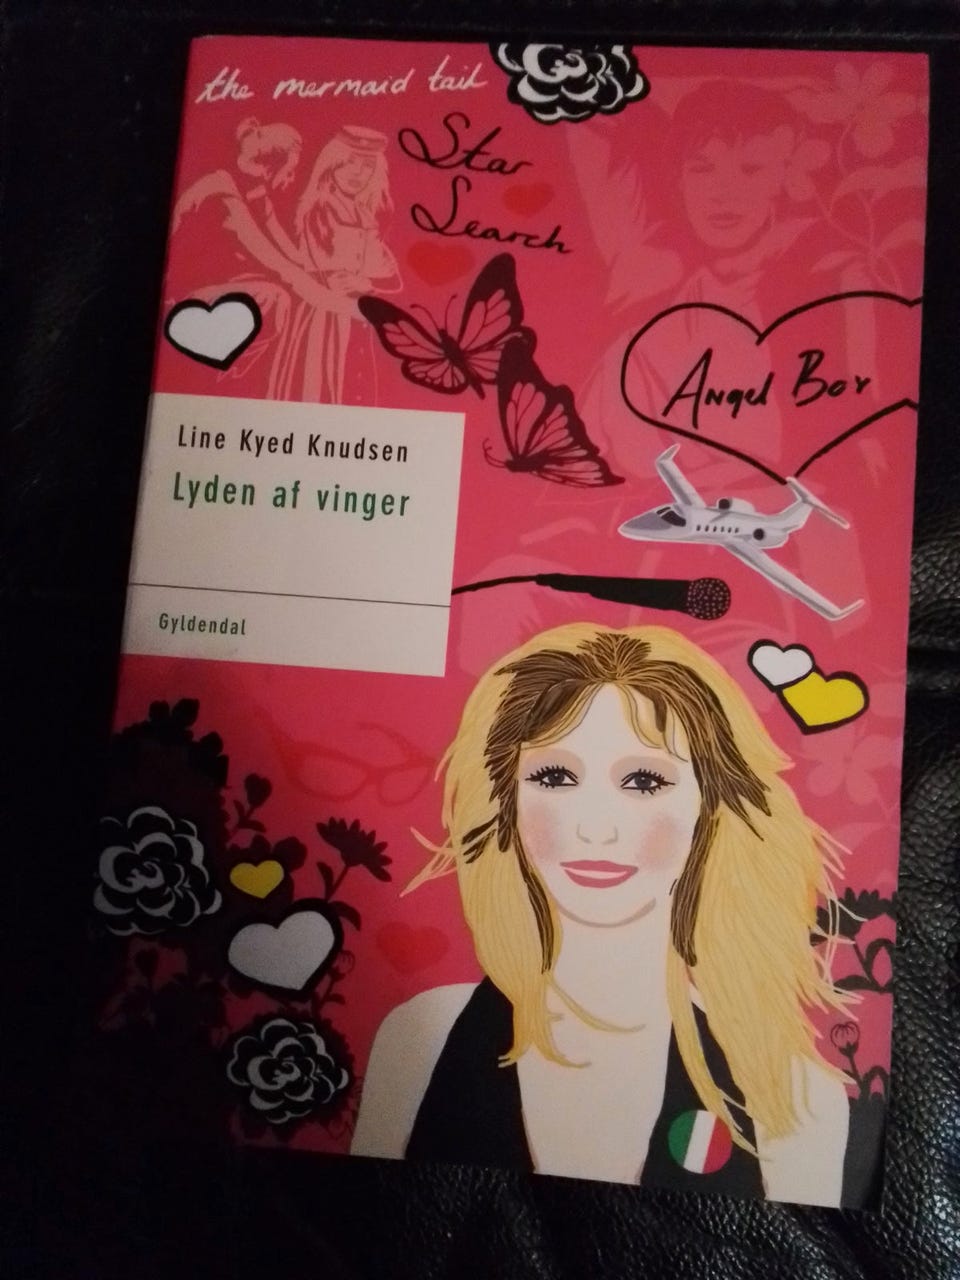 the mermaid tail
Star
Search
Angel Boy
Line Kyed Knudsen
Lyden af vinger
Gyldendal